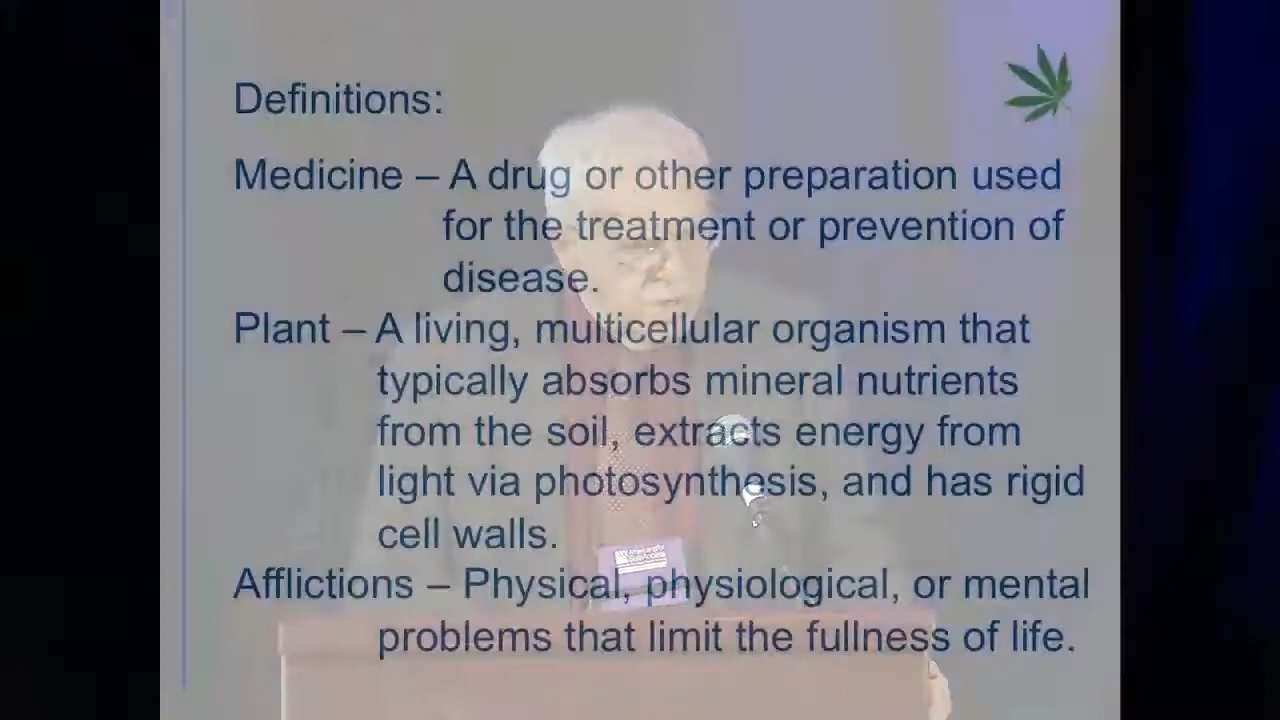 Definitions:
Medicine – A drug or other preparation used
for the treatment or prevention of
disease.
Plant – A living, multicellular organism that
typically absorbs mineral nutrients
from the soil, extracts energy from
light via photosynthesis, and has rigid
cell walls.
Afflictions – Physical, physiological, or mental
problems that limit the fullness of life.